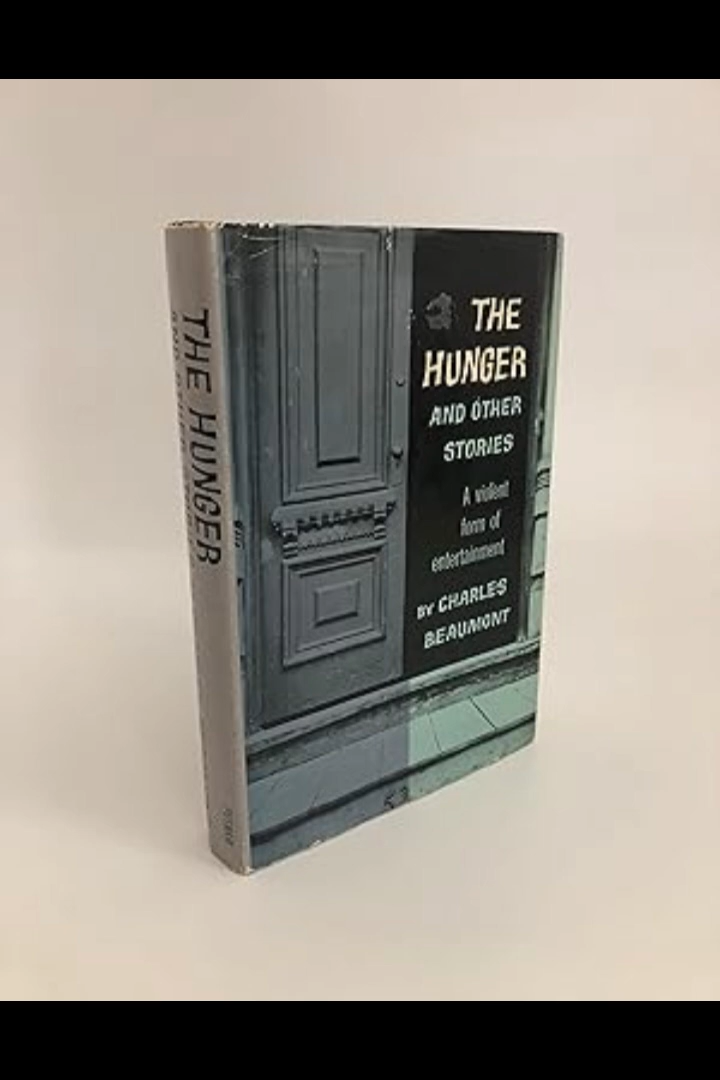 THE HUNGER
THE
HUNGER
AND OTHER
STORIES
A violent
form of
entertainment
BY CHARLES
BEAUMONT